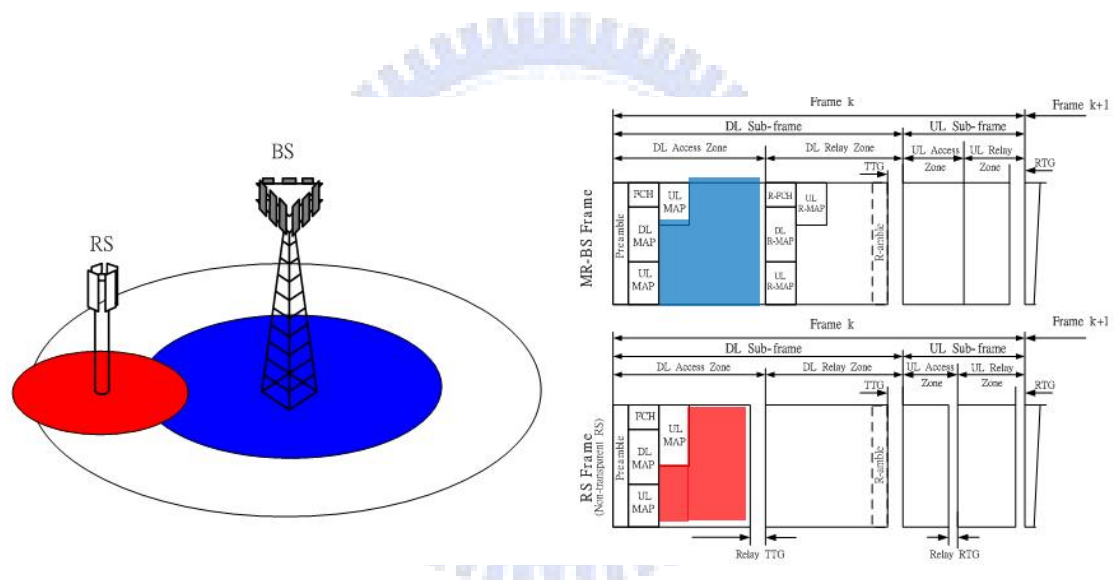 RS
BS
Frame k
Frame k+1
DL Sub-frame
UL Sub-frame
DL Access Zone
DL Relay Zone
UL Access Zone
UL Relay Zone
TTG
RTG
MR-BS Frame
Preamble
FCH
DL MAP
UL MAP
UL MAP
R-FCH
DL R-MAP
UL R-MAP
UL R-MAP
R-amble
Frame k
Frame k+1
DL Sub-frame
UL Sub-frame
DL Access Zone
DL Relay Zone
UL Access Zone
UL Relay Zone
TTG
RTG
RS Frame
(Non-transparent RS)
Preamble
FCH
DL MAP
UL MAP
UL MAP
R-amble
Relay TTG
Relay RTG